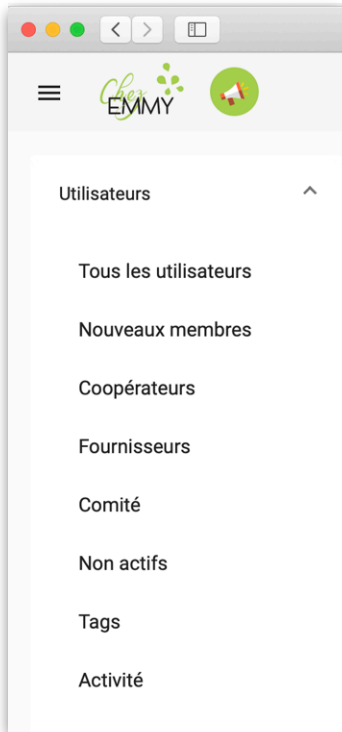 Chez
EMMY
Utilisateurs
Tous les utilisateurs
Nouveaux membres
Coopérateurs
Fournisseurs
Comité
Non actifs
Tags
Activité